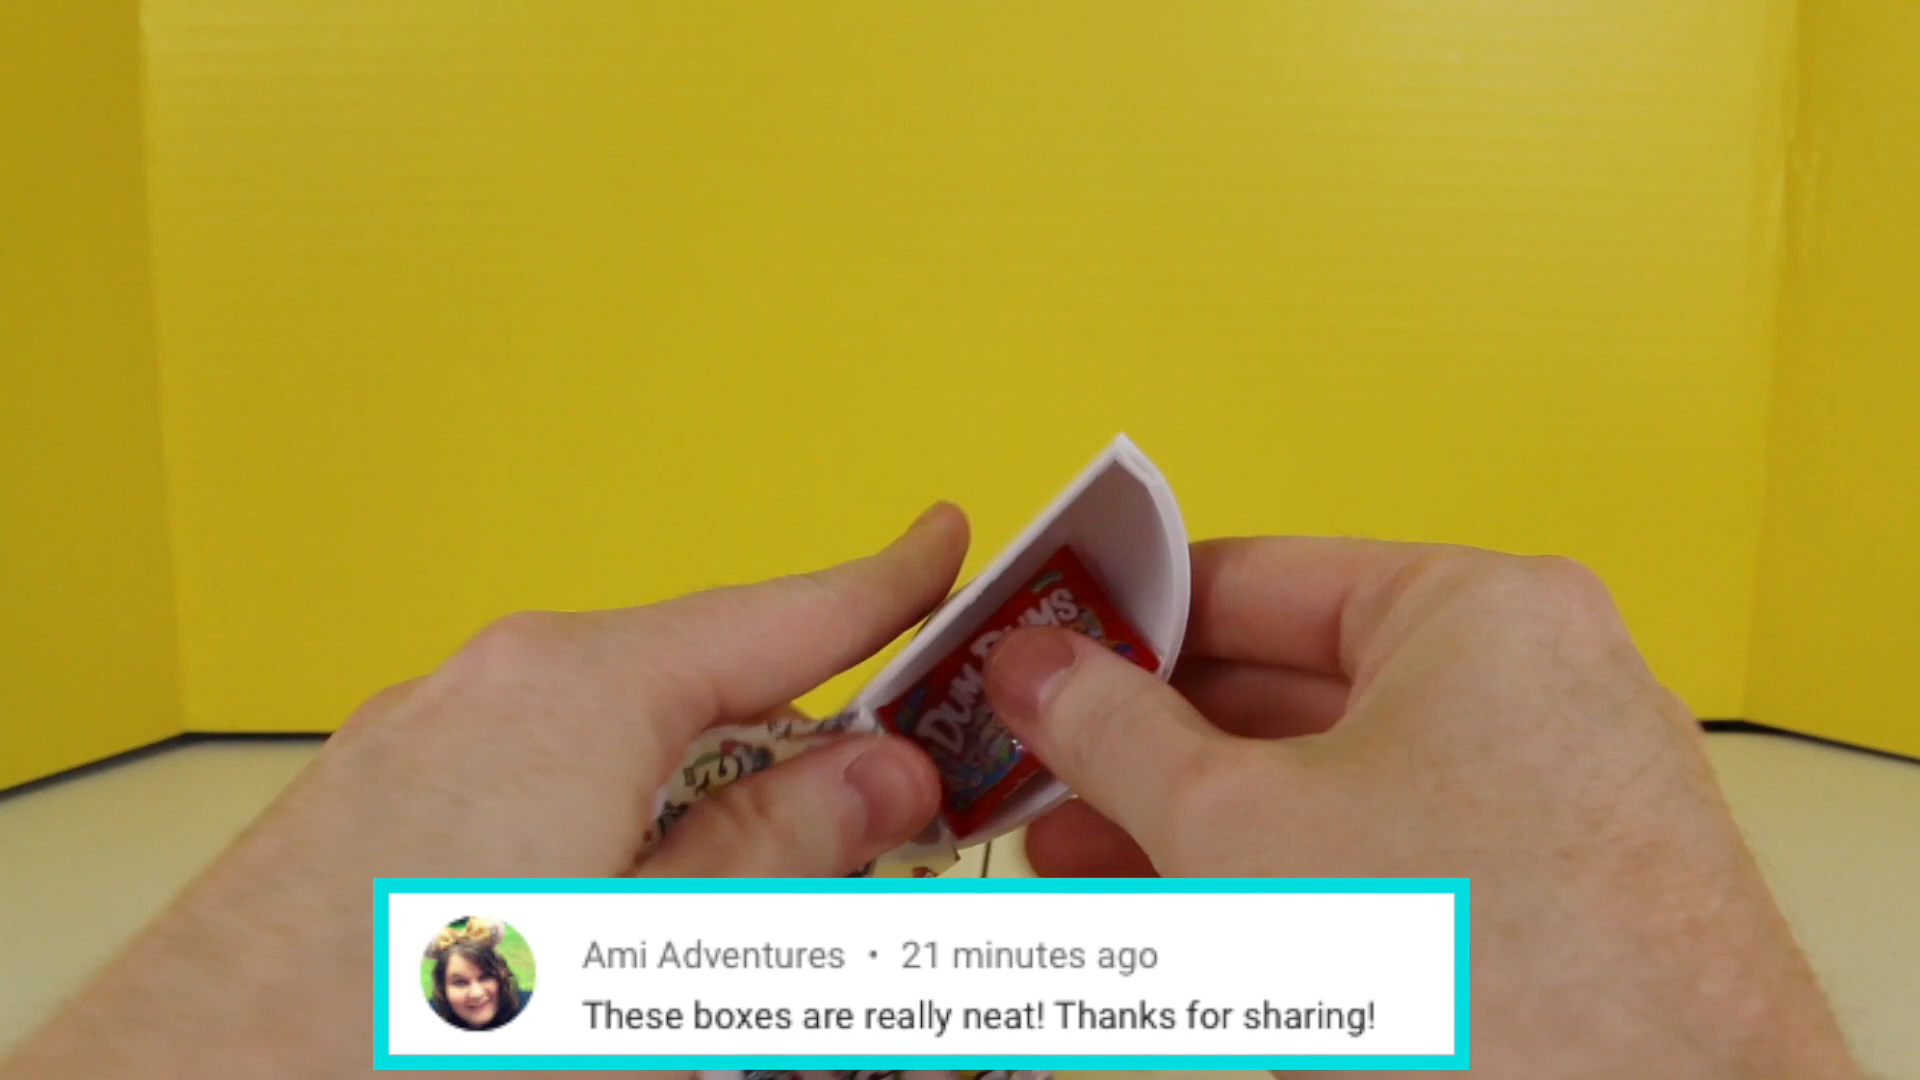 DUM DUMS
Ami Adventures • 21 minutes ago
These boxes are really neat! Thanks for sharing!